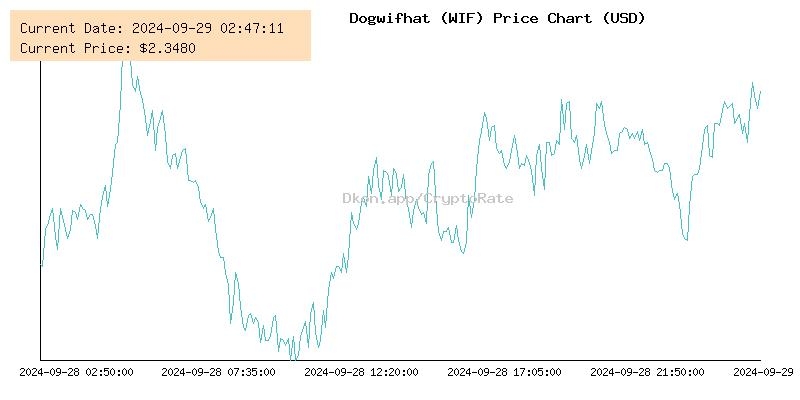 Dogwifhat (WIF) Price Chart (USD)
Current Date: 2024-09-29 02:47:11
Current Price: $2.3480
Dkon.app/CryptoRate
2024-09-28 02:50:00 2024-09-28 07:35:00 2024-09-28 12:20:00 2024-09-28 17:05:00 2024-09-28 21:50:00 2024-09-29